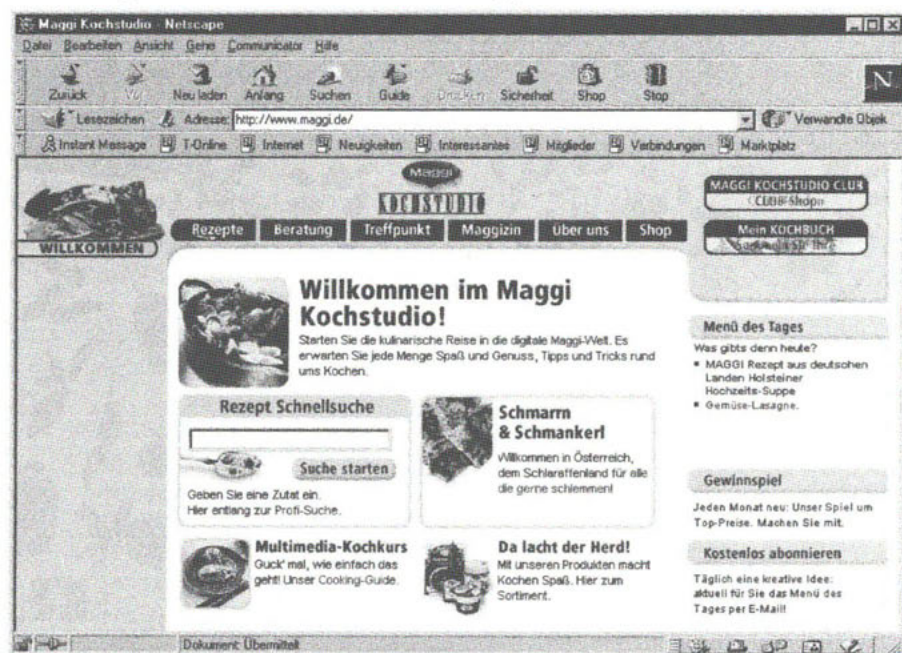 Maggi Kochstudio - Netscape
Datei Bearbeiten Ansicht Gehe Communicator Hilfe
Zurück Vor Neu laden Anfang Suchen Guide Drucken Sicherheit Shop Stop
N
Lesezeichen Adresse: http://www.maggi.de/ Verwandte Objek
Instant Message T-Online Internet Neuigkeiten Interessantes Mitglieder Verbindungen Marktplatz
Maggi
KOCHSTUDIO
WILLKOMMEN
Rezepte Beratung Treffpunkt Maggizin Über uns Shop
MAGGI KOCHSTUDIO CLUB
CLUB-Shop
Mein KOCHBUCH
Sie Ihre
Willkommen im Maggi
Kochstudio!
Starten Sie die kulinarische Reise in die digitale Maggi-Welt. Es
erwarten Sie jede Menge Spaß und Genuss, Tipps und Tricks rund
ums Kochen.
Rezept Schnellsuche
Suche starten
Geben Sie eine Zutat ein.
Hier entlang zur Profi-Suche.
Schmarrn
& Schmankerl
Willkommen in Österreich,
dem Schlaraffenland für alle
die gerne schlemmen!
Multimedia-Kochkurs
Guck' mal, wie einfach das
geht! Unser Cooking-Guide.
Da lacht der Herd!
Mit unseren Produkten macht
Kochen Spaß. Hier zum
Sortiment.
Menü des Tages
Was gibts denn heute?
MAGGI Rezept aus deutschen
Landen Holsteiner
Hochzeits-Suppe
Gemüse-Lasagne.
Gewinnspiel
Jeden Monat neu: Unser Spiel um
Top-Preise. Machen Sie mit.
Kostenlos abonnieren
Täglich eine kreative Idee:
aktuell für Sie das Menü des
Tages per E-Mail!
Dokument: Übermittelt